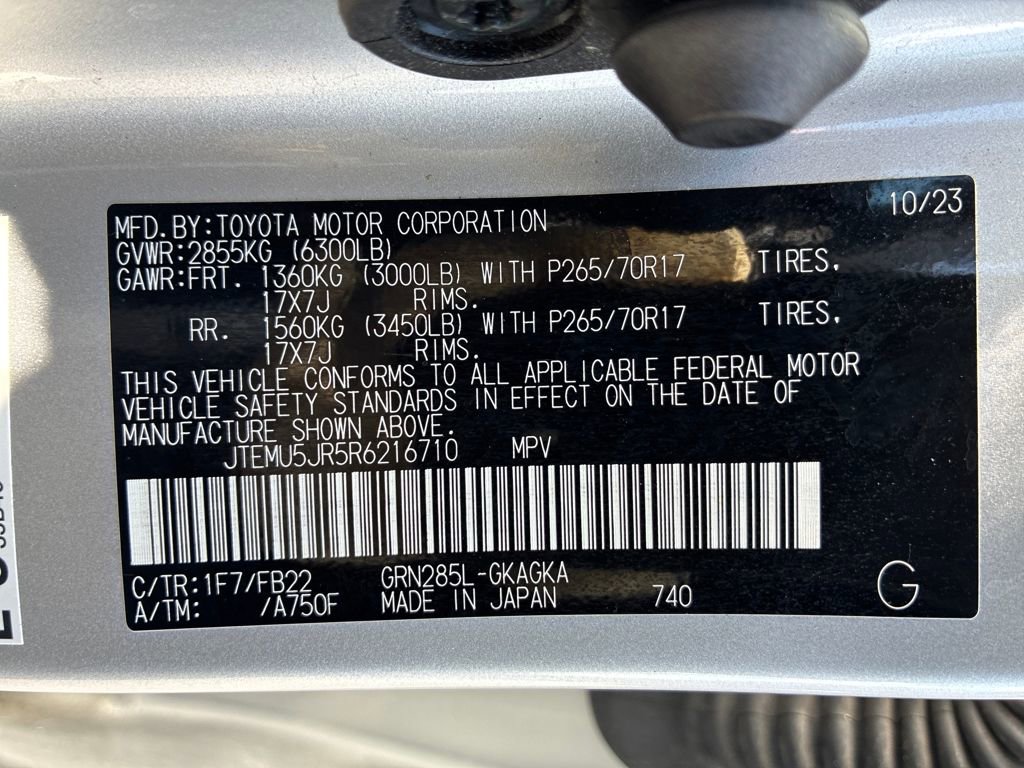 MFD.BY:TOYOTA MOTOR CORPORATION 10/23
GVWR:2855KG (6300LB)
GAWR:FRT. 1360KG (3000LB) WITH P265/70R17 TIRES,
17X7J RIMS.
RR. 1560KG (3450LB) WITH P265/70R17 TIRES,
17X7J RIMS.
THIS VEHICLE CONFORMS TO ALL APPLICABLE FEDERAL MOTOR
VEHICLE SAFETY STANDARDS IN EFFECT ON THE DATE OF
MANUFACTURE SHOWN ABOVE.
JTEMU5JR5R6216710 MPV
C/TR:1F7/FB22 GRN285L-GKAGKA
A/TM: /A750F MADE IN JAPAN 740 G